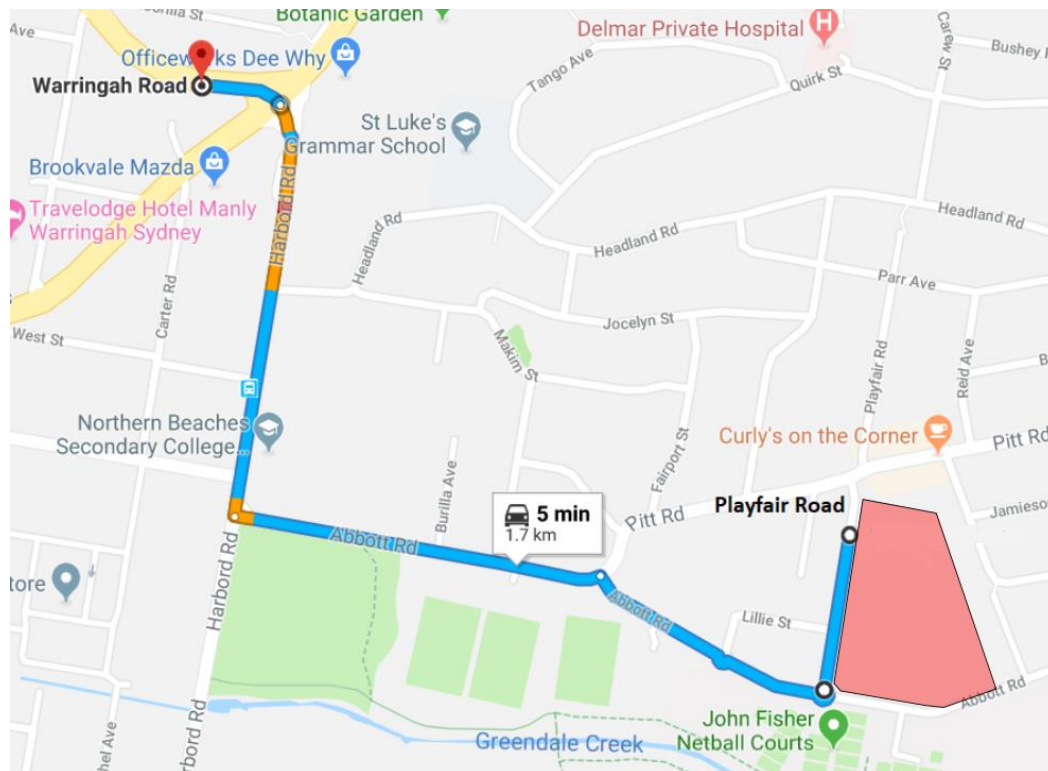 Botanic Garden
Delmar Private Hospital
Carew St
Ave
Officeworks Dee Why
Tango Ave
Bushey
Quirk St
Warringah Road
St Luke's
Grammar School
Brookvale Mazda
Travelodge Hotel Manly
Warringah Sydney
Harbord Rd
Headland Rd
Headland Rd
Headland Rd
Carter Rd
Parr Ave
West St
Jocelyn St
Makim St
Playfair Rd
Reid Ave
Northern Beaches
Secondary College...
Curly's on the Corner
Pitt Rd
Fairport St
Burilla Ave
5 min
1.7 km
Pitt Rd
Playfair Road
Jamieson
Abbott Rd
Harbord Rd
tore
Abbott Rd
Lillie St
Abbott Rd
John Fisher
Netball Courts
Greendale Creek
Harbord Rd
hel Ave